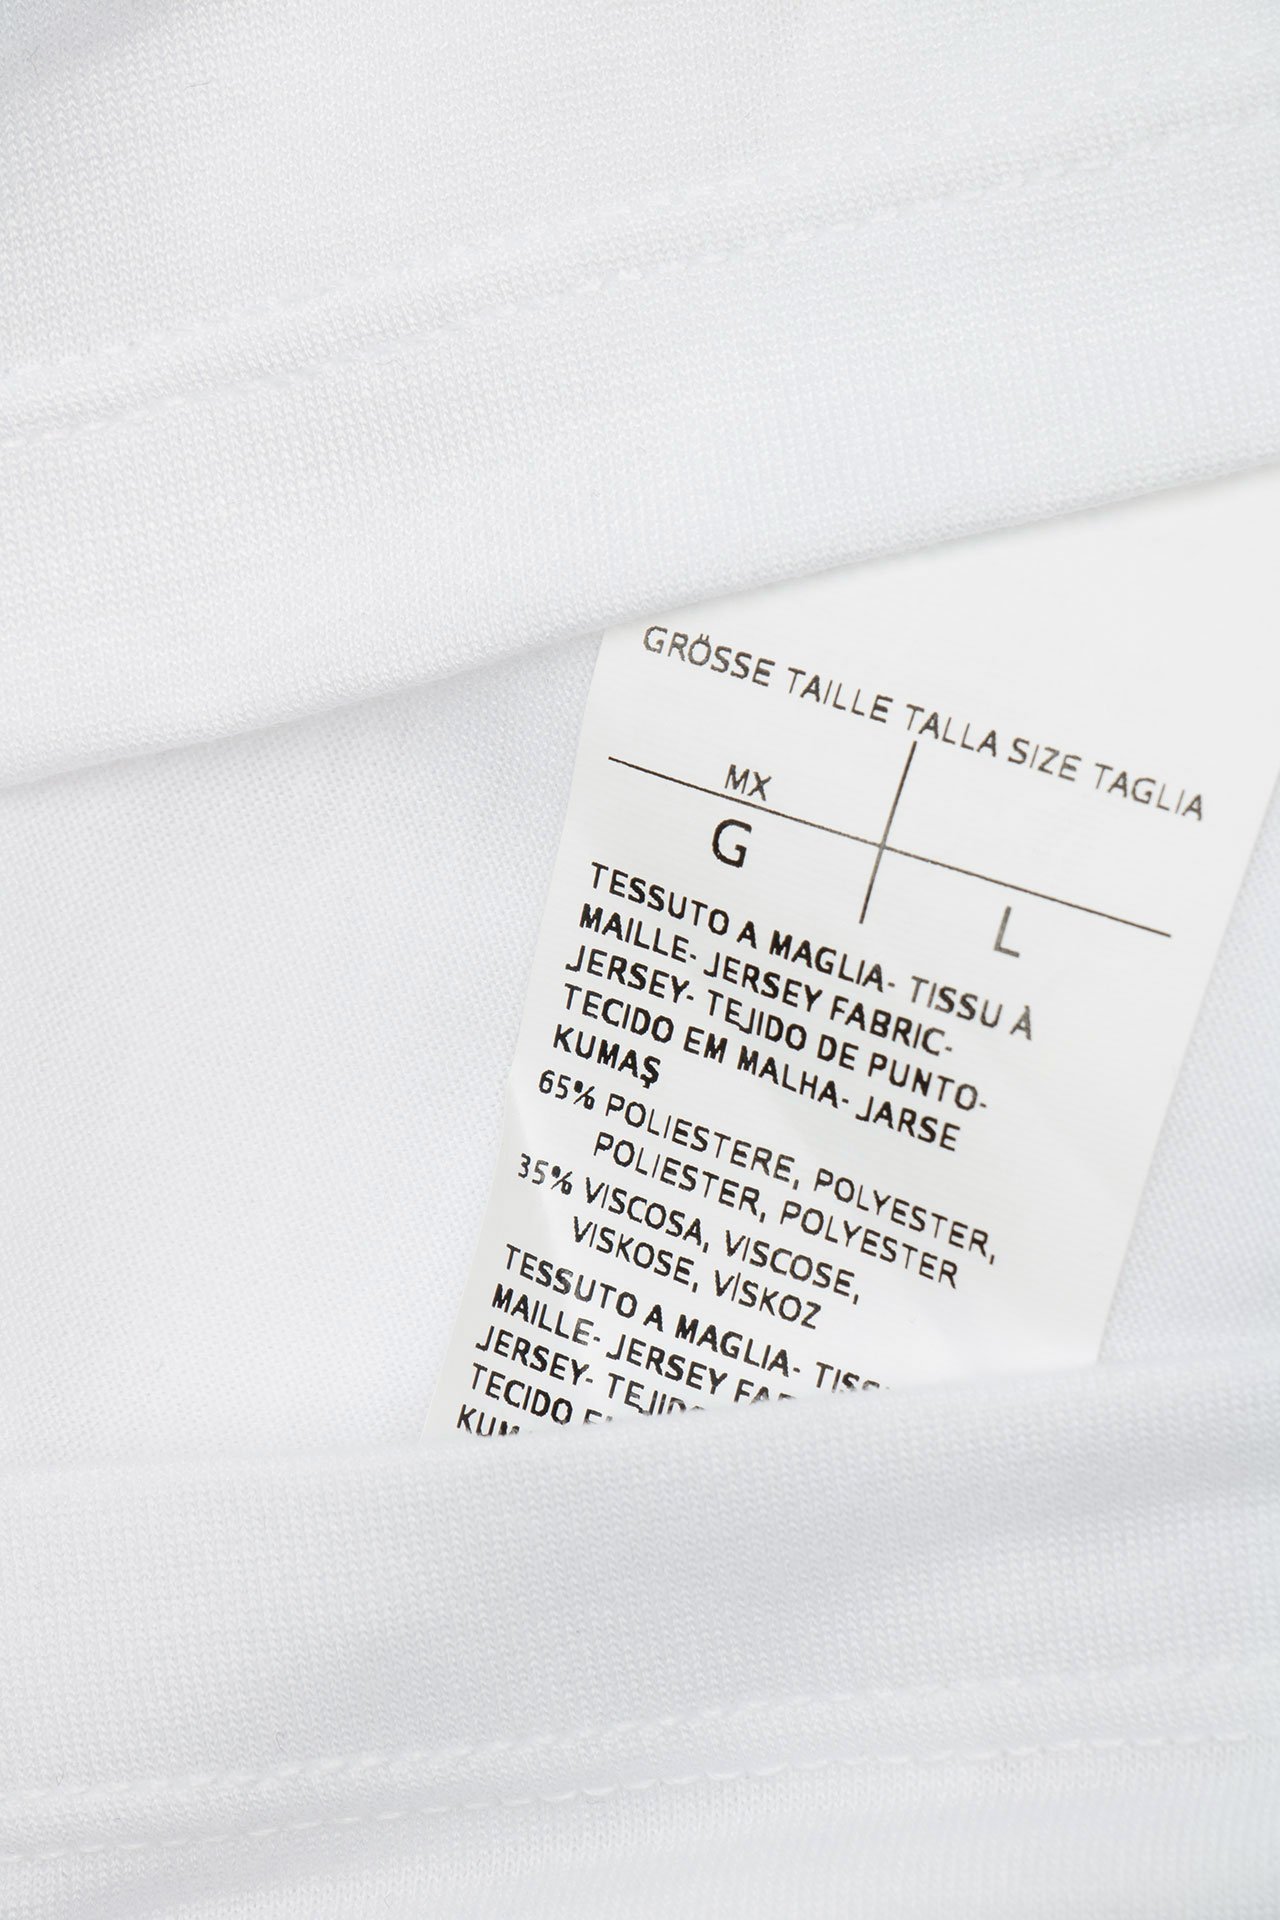 GRÖSSE TAILLE TALLA SIZE TAGLIA
MX
G
L
TESSUTO A MAGLIA- TISSU À
MAILLE- JERSEY FABRIC-
JERSEY- TEJIDO DE PUNTO-
TECIDO EM MALHA- JARSE
KUMAŞ
65% POLIESTERE, POLYESTER,
POLIESTER, POLYESTER
35% VISCOSA, VISCOSE,
VISKOSE, VİSKOZ
TESSUTO A MAGLIA-
MAILLE- JERSEY
JERSEY-
TECIDO